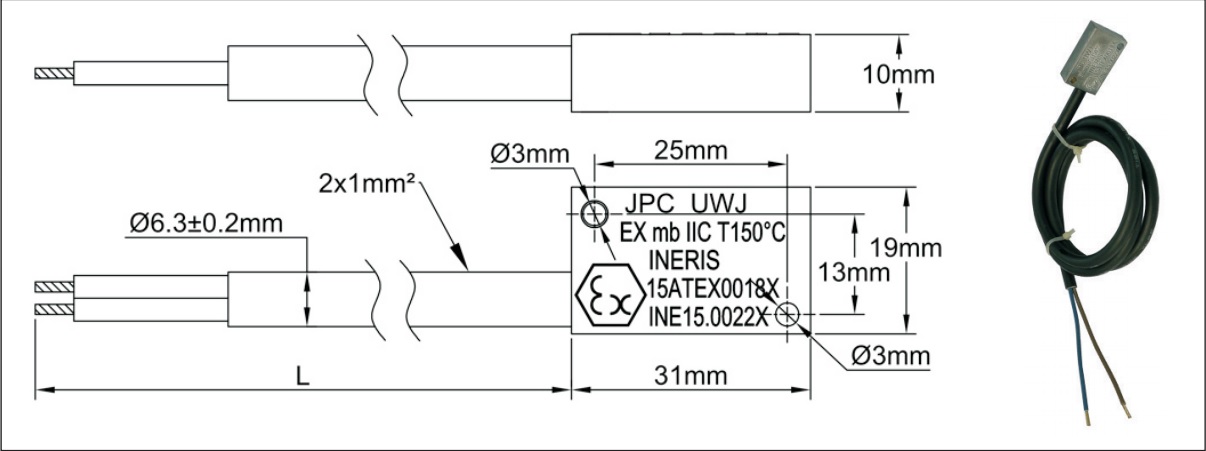 10mm
Ø3mm
25mm
2x1mm²
JPC UWJ
Ø6.3±0.2mm
EX mb IIC T150°C
19mm
INERIS
13mm
Ex
15ATEX0018X
INE15.0022X
Ø3mm
L
31mm